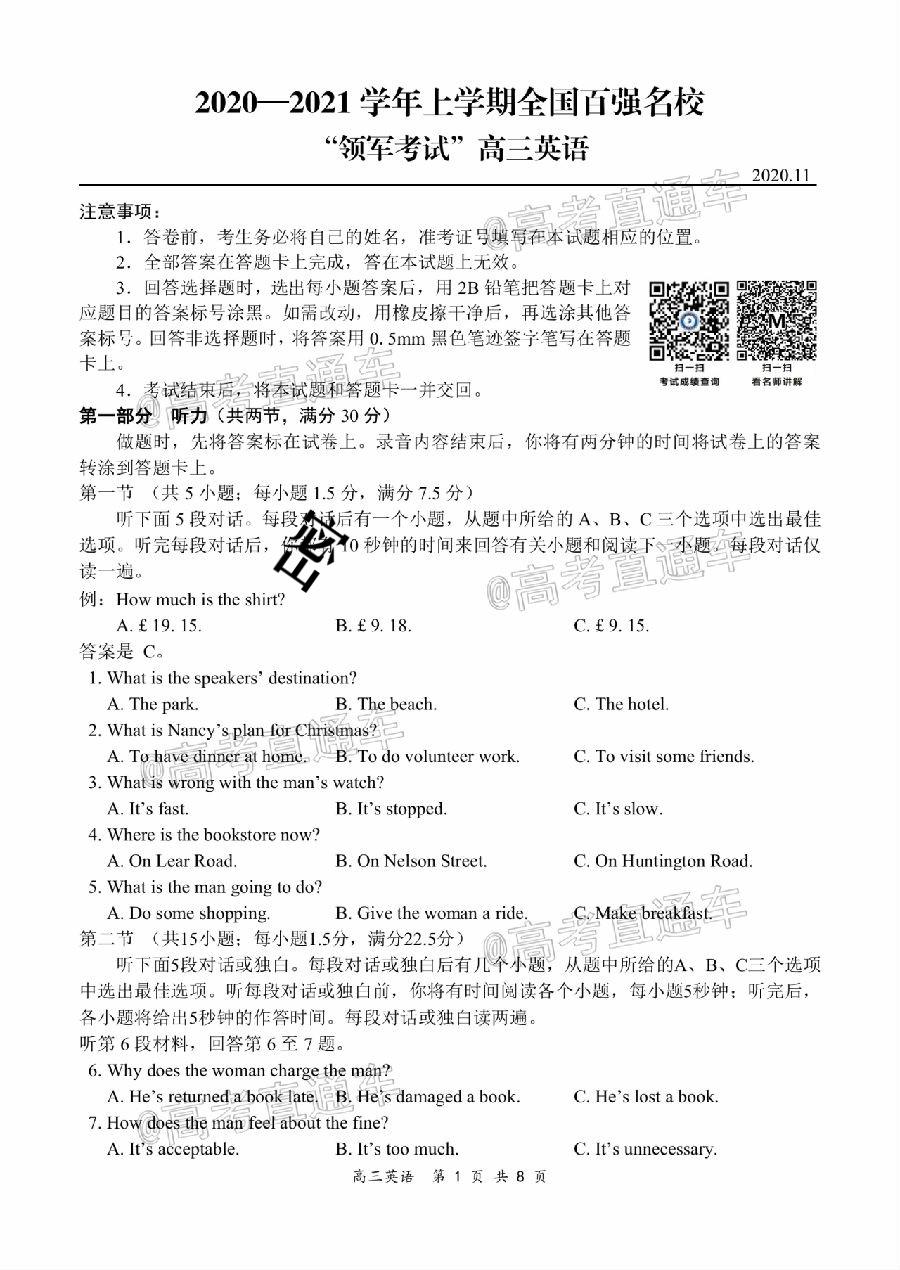 2020—2021 学年上学期全国百强名校
“领军考试”高三英语
2020.11
注意事项：
1．答卷前，考生务必将自己的姓名，准考证号填写在本试题相应的位置。
2．全部答案在答题卡上完成，答在本试题上无效。
3．回答选择题时，选出每小题答案后，用 2B 铅笔把答题卡上对
应题目的答案标号涂黑。如需改动，用橡皮擦干净后，再选涂其他答
案标号。回答非选择题时，将答案用 0.5mm 黑色笔迹签字笔写在答题
卡上。
4．考试结束后，将本试题和答题卡一并交回。
扫一扫
考试成绩查询
扫一扫
看名师讲解
M
第一部分 听力（共两节，满分 30 分）
做题时，先将答案标在试卷上。录音内容结束后，你将有两分钟的时间将试卷上的答案
转涂到答题卡上。
第一节 （共 5 小题；每小题 1.5 分，满分 7.5 分）
听下面 5 段对话。每段对话后有一个小题，从题中所给的 A、B、C 三个选项中选出最佳
选项。听完每段对话后，你 10 秒钟的时间来回答有关小题和阅读下一小题。每段对话仅
读一遍。
例：How much is the shirt?
A. £ 19. 15. B. £ 9. 18. C. £ 9. 15.
答案是 C。
1. What is the speakers’ destination?
A. The park. B. The beach. C. The hotel.
2. What is Nancy’s plan for Christmas?
A. To have dinner at home. B. To do volunteer work. C. To visit some friends.
3. What is wrong with the man’s watch?
A. It’s fast. B. It’s stopped. C. It’s slow.
4. Where is the bookstore now?
A. On Lear Road. B. On Nelson Street. C. On Huntington Road.
5. What is the man going to do?
A. Do some shopping. B. Give the woman a ride. C. Make breakfast.
第二节 （共15小题；每小题1.5分，满分22.5分）
听下面5段对话或独白。每段对话或独白后有几个小题，从题中所给的A、B、C三个选项
中选出最佳选项。听每段对话或独白前，你将有时间阅读各个小题，每小题5秒钟；听完后，
各小题将给出5秒钟的作答时间。每段对话或独白读两遍。
听第 6 段材料，回答第 6 至 7 题。
6. Why does the woman charge the man?
A. He’s returned a book late. B. He’s damaged a book. C. He’s lost a book.
7. How does the man feel about the fine?
A. It’s acceptable. B. It’s too much. C. It’s unnecessary.
高三英语 第 1 页 共 8 页
@高考直通车
@高考直通车
@高考直通车
@高考直通车
@高考直通车
@高考直通车